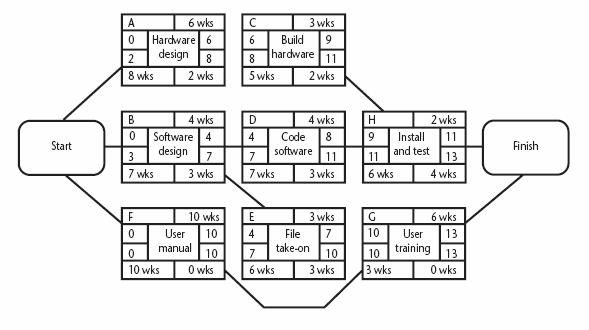 A 6 wks
0 Hardware 6
2 design 8
8 wks 2 wks
C 3 wks
6 Build 9
8 hardware 11
5 wks 2 wks
Start
B 4 wks
0 Software 4
3 design 7
7 wks 3 wks
D 4 wks
4 Code 8
7 software 11
7 wks 3 wks
H 2 wks
9 Install 11
11 and test 13
6 wks 4 wks
Finish
F 10 wks
0 User 10
0 manual 10
10 wks 0 wks
E 3 wks
4 File 7
7 take-on 10
6 wks 3 wks
G 6 wks
10 User 13
10 training 13
3 wks 0 wks